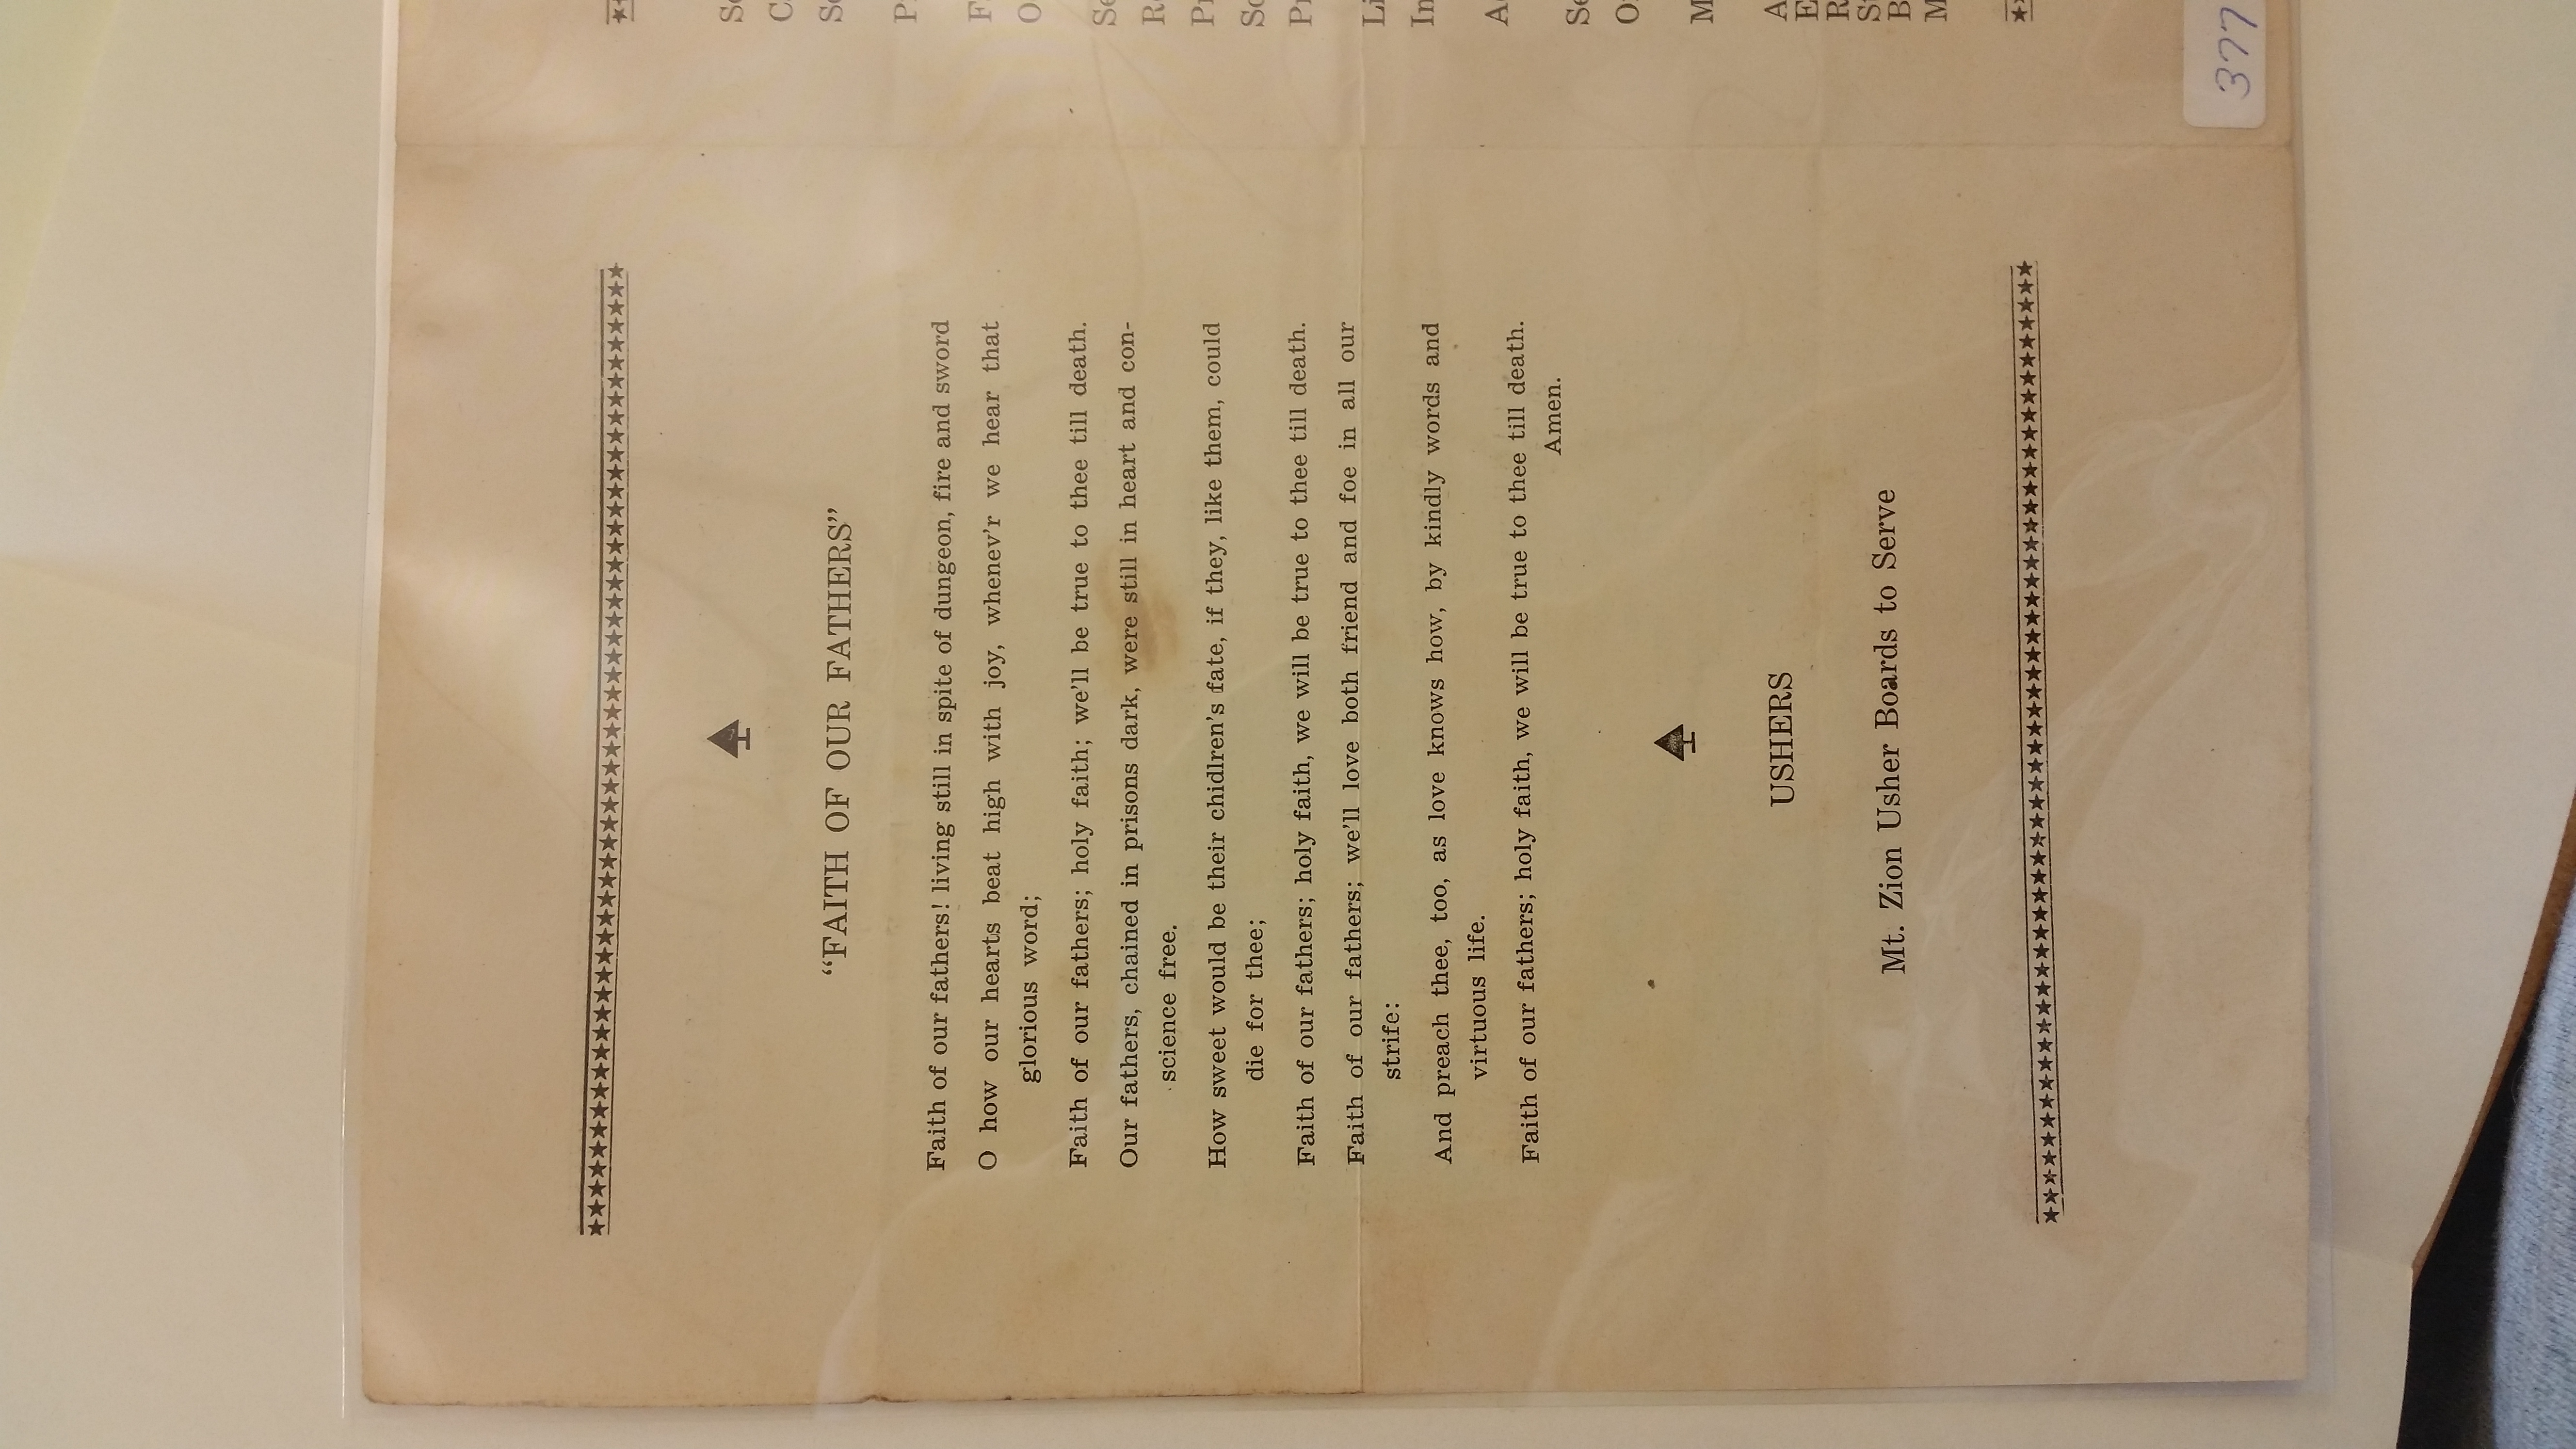 "FAITH OF OUR FATHERS"
Faith of our fathers! living still in spite of dungeon, fire and sword
O how our hearts beat high with joy, whenev'r we hear that
glorious word;
Faith of our fathers; holy faith; we'll be true to thee till death.
Our fathers, chained in prisons dark, were still in heart and con-
science free.
How sweet would be their chidlren's fate, if they, like them, could
die for thee;
Faith of our fathers; holy faith, we will be true to thee till death.
Faith of our fathers; we'll love both friend and foe in all our
strife:
And preach thee, too, as love knows how, by kindly words and
virtuous life.
Faith of our fathers; holy faith, we will be true to thee till death.
Amen.
USHERS
Mt. Zion Usher Boards to Serve
377